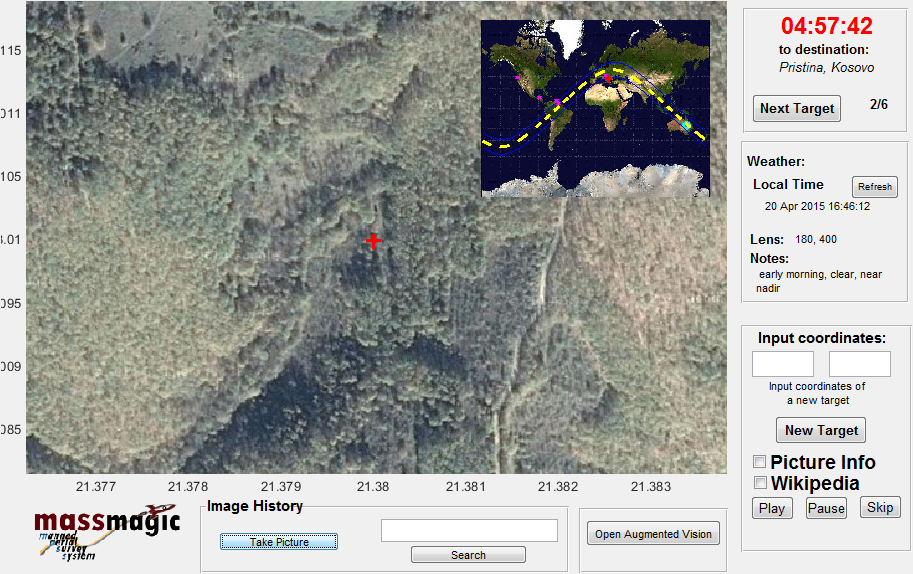 04:57:42
to destination:
Pristina, Kosovo
Next Target
2/6
Weather:
Local Time
Refresh
20 Apr 2015 16:46:12
Lens: 180, 400
Notes:
early morning, clear, near
nadir
Input coordinates:
Input coordinates of
a new target
New Target
Picture Info
Wikipedia
Play Pause Skip
115
011
105
.01
095
009
085
21.377 21.378 21.379 21.38 21.381 21.382 21.383
massmagic
manned
aerial
survey
system
Image History
Take Picture
Search
Open Augmented Vision